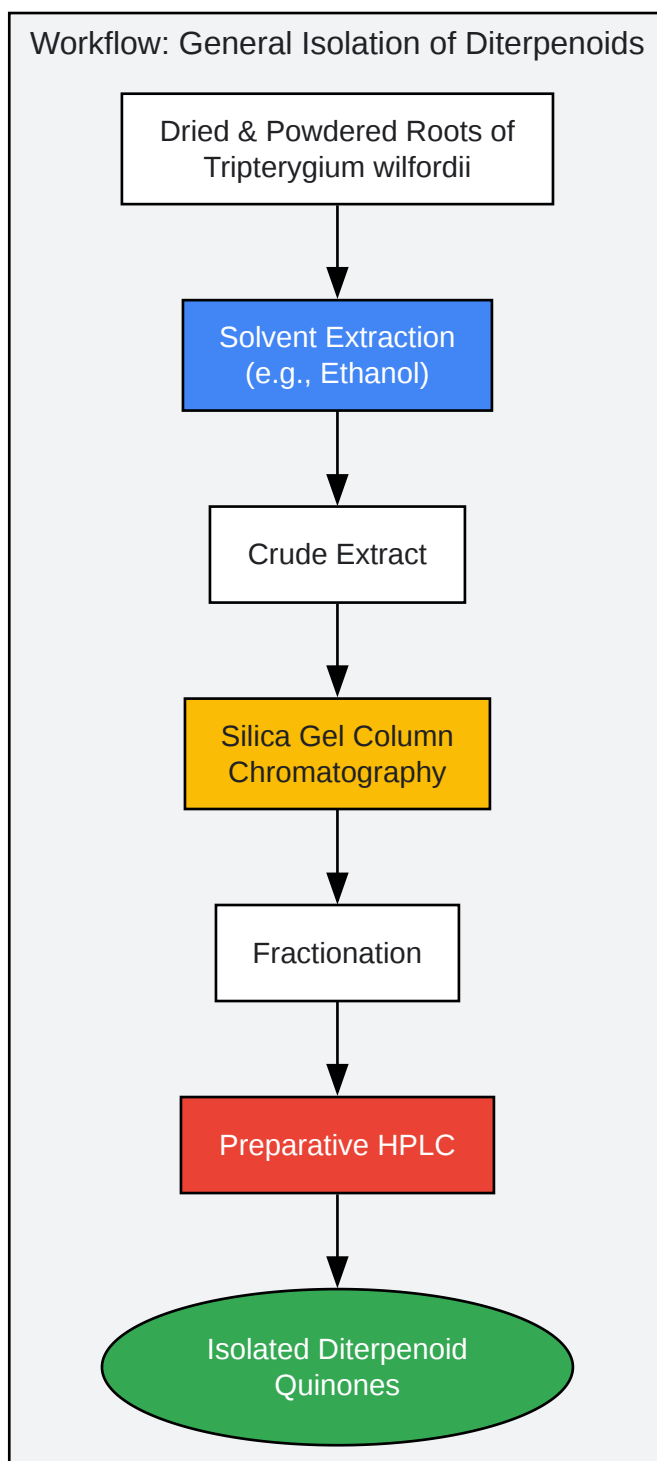 Workflow: General Isolation of Diterpenoids
Dried & Powdered Roots of
Tripterygium wilfordii
Solvent Extraction
(e.g., Ethanol)
Crude Extract
Silica Gel Column
Chromatography
Fractionation
Preparative HPLC
Isolated Diterpenoid
Quinones